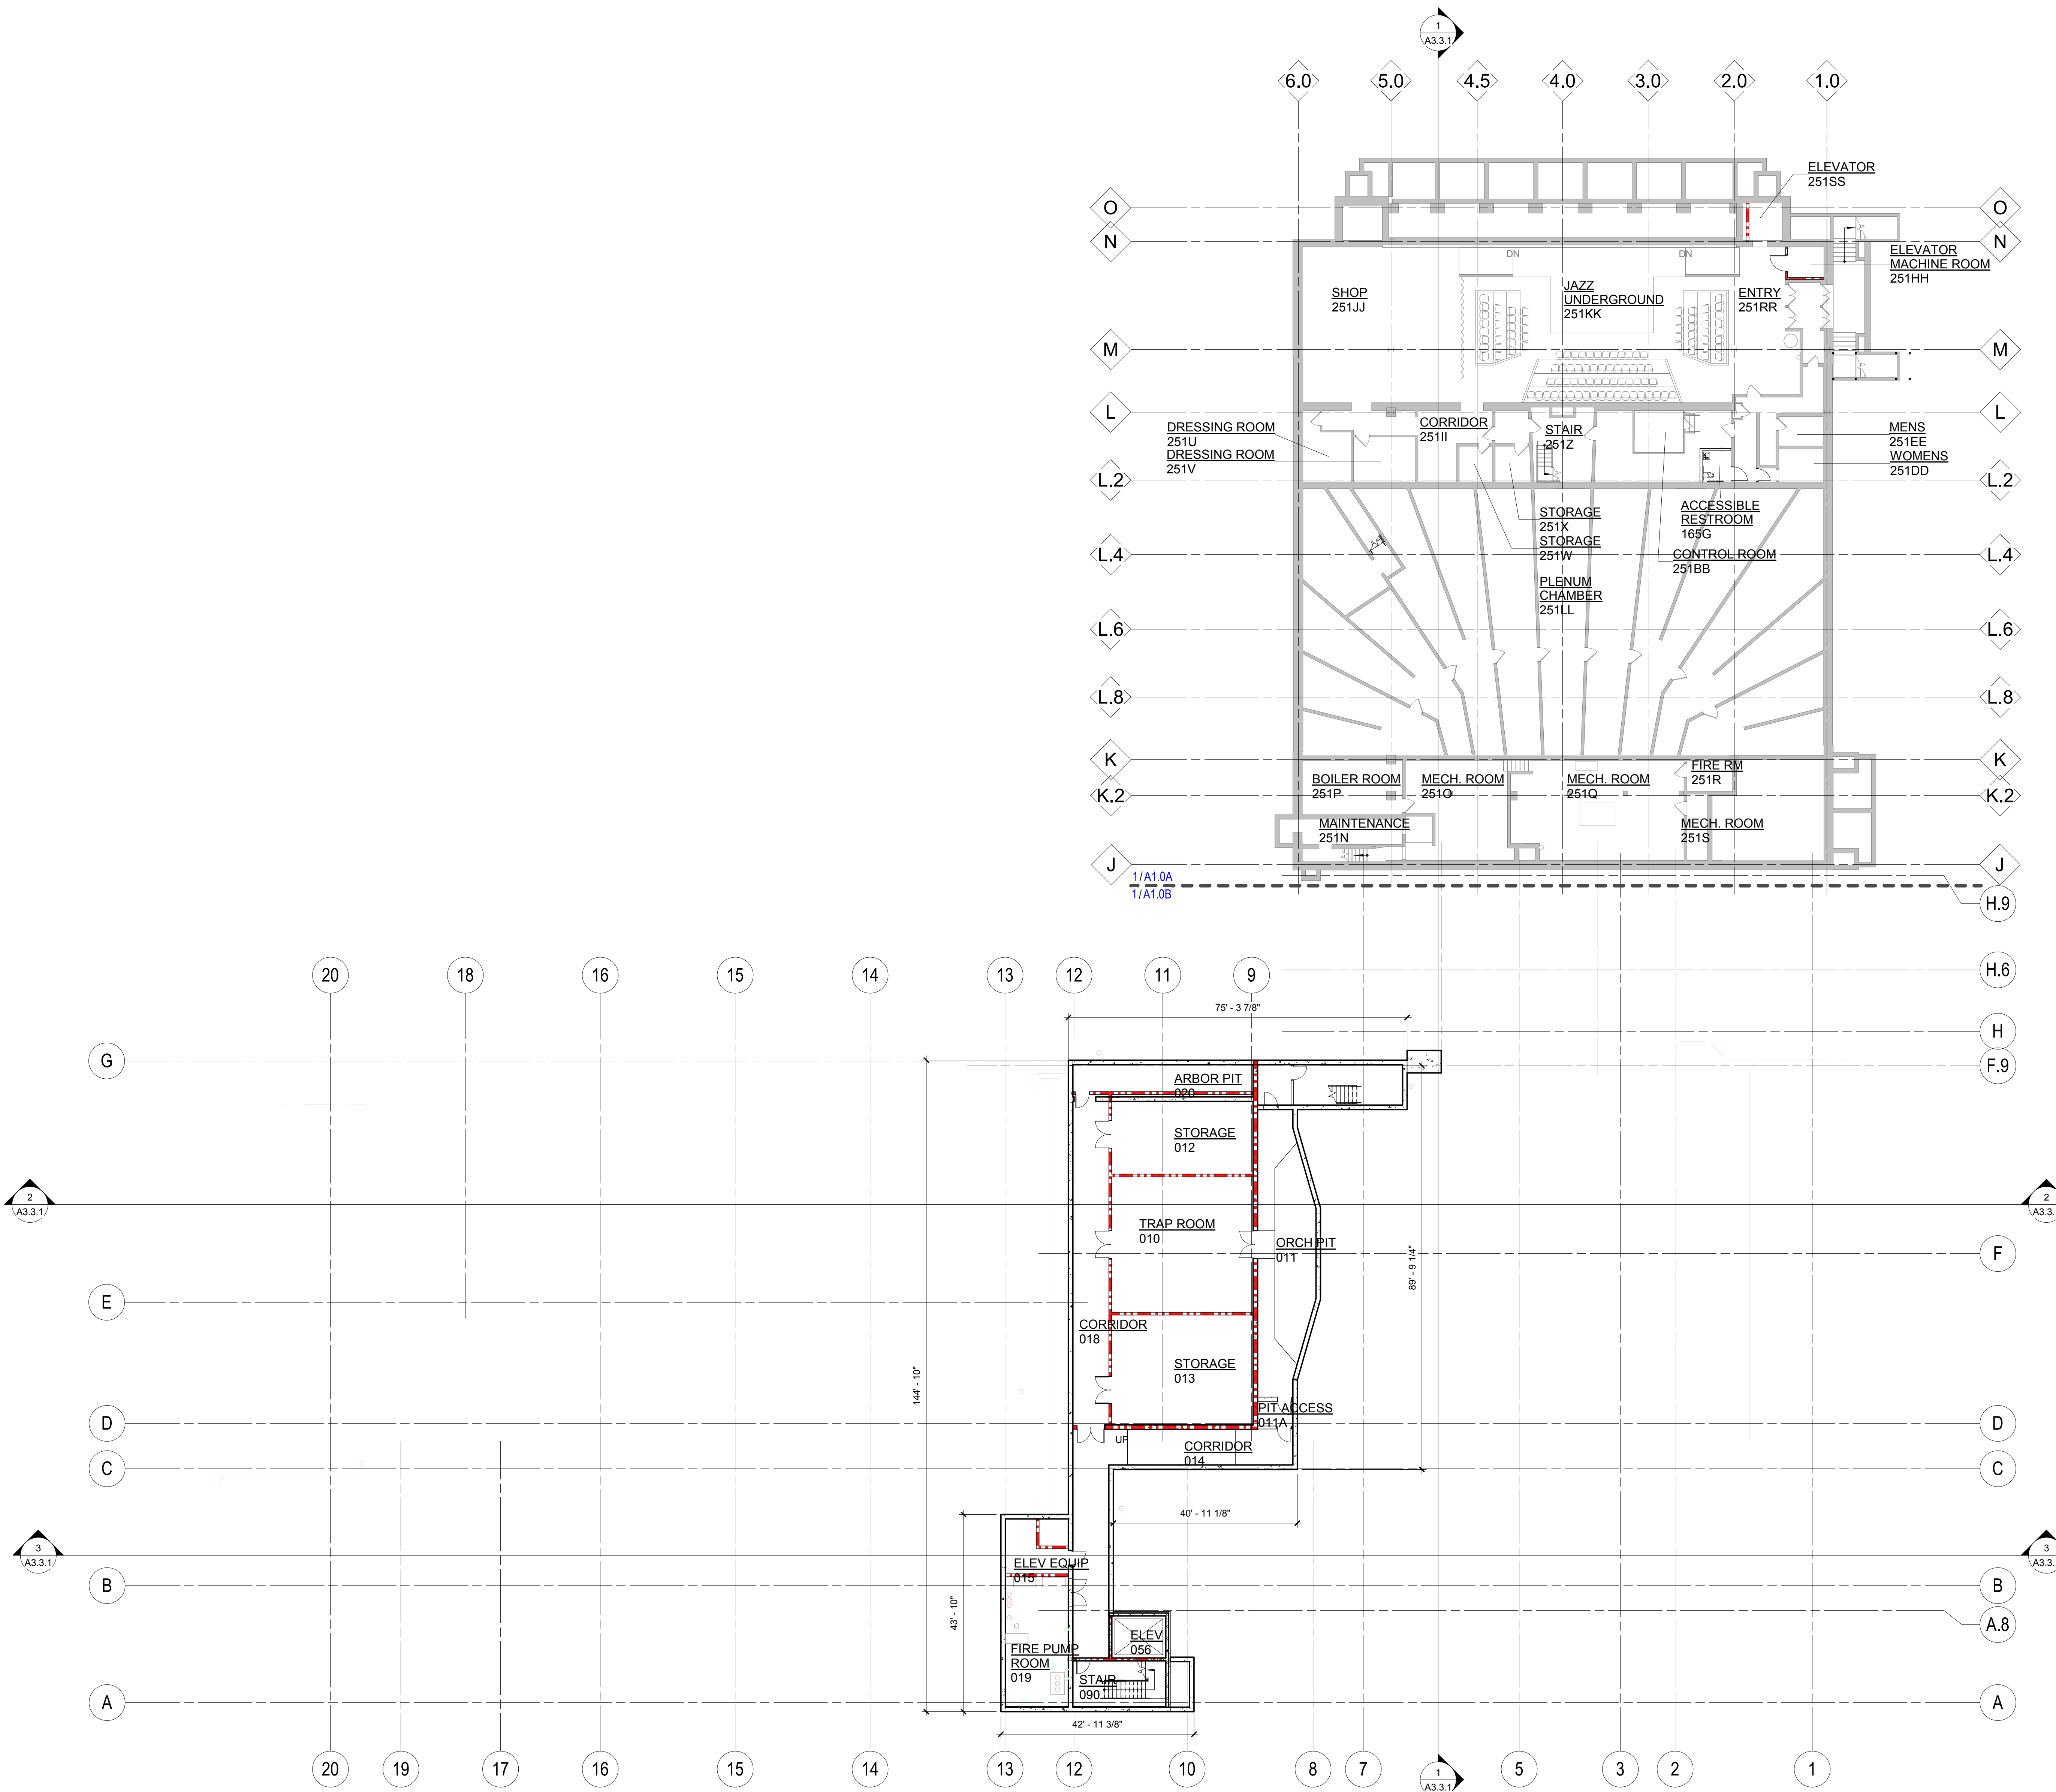 1
A3.3.1
6.0
5.0
4.5
4.0
3.0
2.0
1.0
ELEVATOR
251SS
O
O
N
N
DN
DN
ELEVATOR
MACHINE ROOM
251HH
SHOP
251JJ
JAZZ
UNDERGROUND
251KK
ENTRY
251RR
M
M
L
L
DRESSING ROOM
251U
DRESSING ROOM
251V
CORRIDOR
251II
STAIR
251Z
MENS
251EE
WOMENS
251DD
L.2
L.2
STORAGE
251X
STORAGE
251W
ACCESSIBLE
RESTROOM
165G
CONTROL ROOM
251BB
L.4
L.4
PLENUM
CHAMBER
251LL
L.6
L.6
L.8
L.8
K
K
BOILER ROOM
251P
MECH. ROOM
251O
MECH. ROOM
251Q
FIRE RM
251R
K.2
K.2
MAINTENANCE
251N
MECH. ROOM
251S
J
J
1/A1.0A
1/A1.0B
H.9
20
18
16
15
14
13
12
11
9
H.6
75' - 3 7/8"
H
G
F.9
ARBOR PIT
020
STORAGE
012
2
A3.3.1
2
A3.3.
TRAP ROOM
010
ORCH PIT
011
F
89' - 9 1/4"
E
CORRIDOR
018
STORAGE
013
144' - 10"
PIT ACCESS
011A
D
D
UP
CORRIDOR
014
C
C
40' - 11 1/8"
3
A3.3.1
3
A3.3.
ELEV EQUIP
015
B
B
43' - 10"
A.8
ELEV
056
FIRE PUMP
ROOM
019
STAIR
090
A
A
42' - 11 3/8"
20
19
17
16
15
14
13
12
10
8
7
1
A3.3.1
5
3
2
1